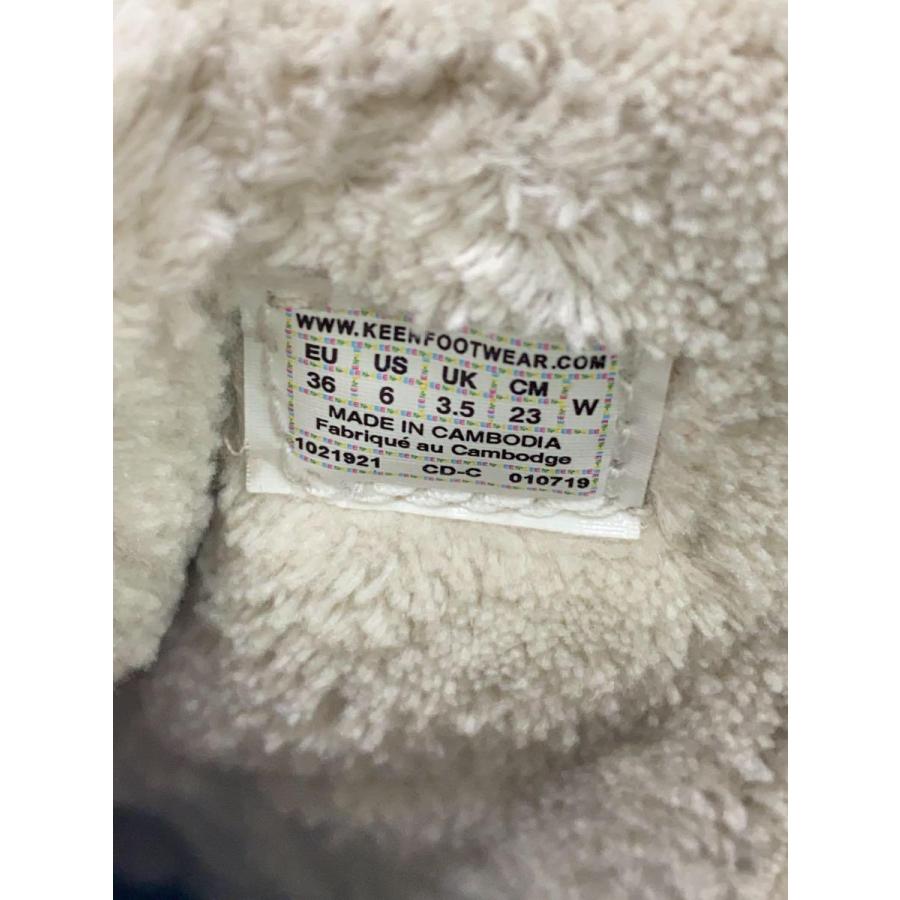 WWW.KEENFOOTWEAR.COM
EU US UK CM W
36 6 3.5 23
MADE IN CAMBODIA
Fabriqué au Cambodge
1021921 CD-C 010719